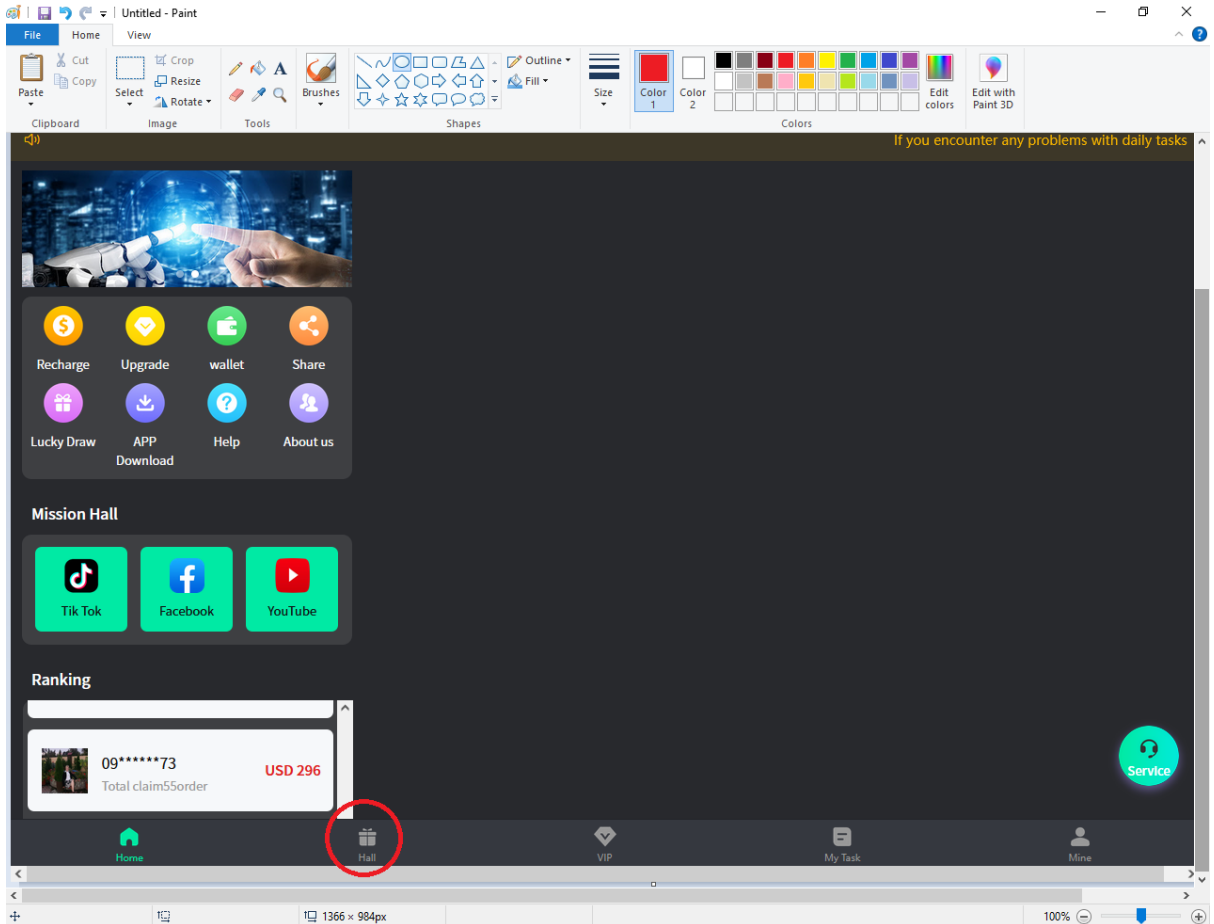 Untitled - Paint
File Home View
Paste
Cut
Copy
Clipboard
Select
Crop
Resize
Rotate
Image
A
Tools
Brushes
Outline
Fill
Shapes
Size
Color 1
Color 2
Edit colors
Colors
Edit with Paint 3D
If you encounter any problems with daily tasks
Recharge Upgrade wallet Share
Lucky Draw APP Download Help About us
Mission Hall
Tik Tok Facebook YouTube
Ranking
09******73
USD 296
Total claim55order
Service
Home Hall VIP My Task Mine
1366 × 984px
100%